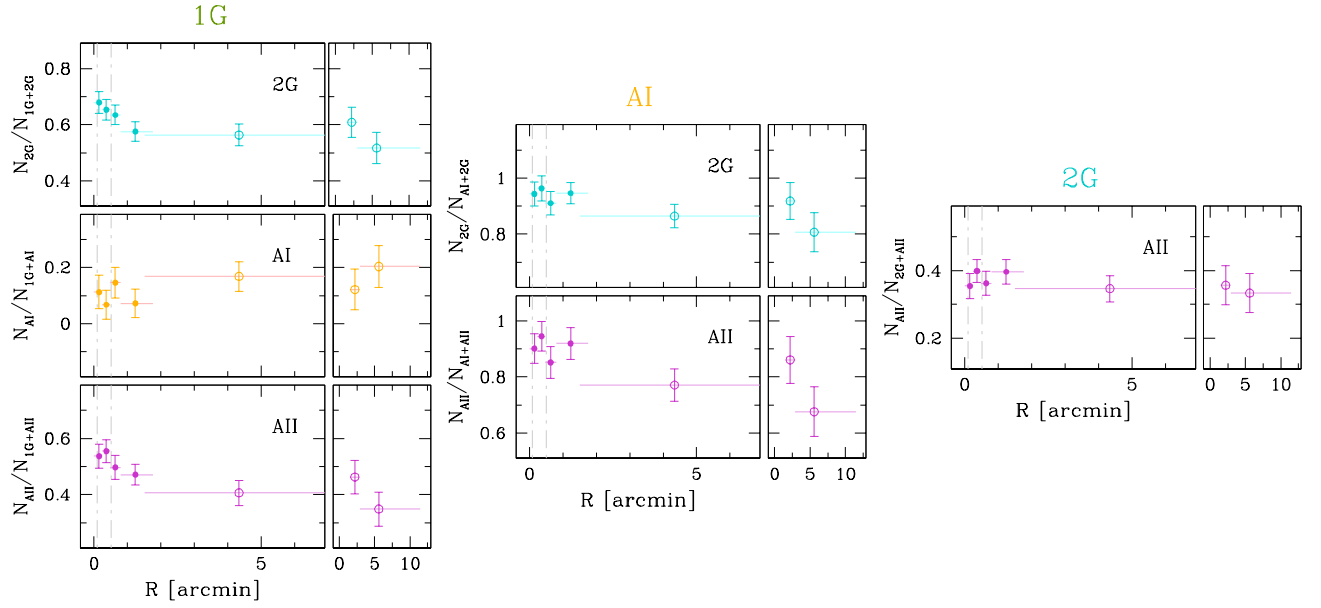 1G
N2G/N1G+2G
0.8
0.6
0.4
2G
NAI/N1G+AI
0.2
0
AI
NAII/N1G+AII
0.6
0.4
AII
0 5 0 5 10
R [arcmin]
AI
N2G/NAI+2G
1
0.8
2G
NAII/NAI+AII
1
0.8
0.6
AII
0 5 0 5 10
R [arcmin]
2G
NAII/N2G+AII
0.4
0.2
AII
0 5 0 5 10
R [arcmin]